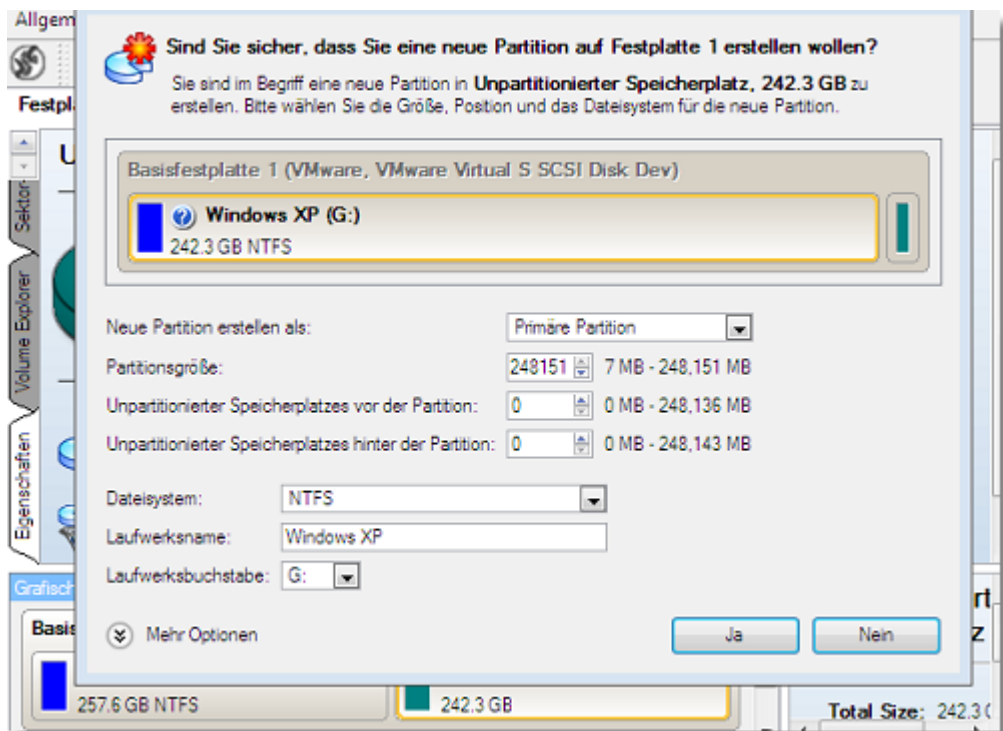 Allgem
Sind Sie sicher, dass Sie eine neue Partition auf Festplatte 1 erstellen wollen?
Sie sind im Begriff eine neue Partition in Unpartitionierter Speicherplatz, 242.3 GB zu
erstellen. Bitte wählen Sie die Größe, Position und das Dateisystem für die neue Partition.
Festpl
U
Basisfestplatte 1 (VMware, VMware Virtual S SCSI Disk Dev)
Windows XP (G:)
242.3 GB NTFS
Sektor
Volume Explorer
Eigenschaften
Neue Partition erstellen als: Primäre Partition
Partitionsgröße: 248151 7 MB - 248,151 MB
Unpartitionierter Speicherplatzes vor der Partition: 0 0 MB - 248,136 MB
Unpartitionierter Speicherplatzes hinter der Partition: 0 0 MB - 248,143 MB
Dateisystem: NTFS
Laufwerksname: Windows XP
Laufwerksbuchstabe: G:
Mehr Optionen Ja Nein
Grafisch
Basis
257.6 GB NTFS
242.3 GB
rt
z
Total Size: 242.3